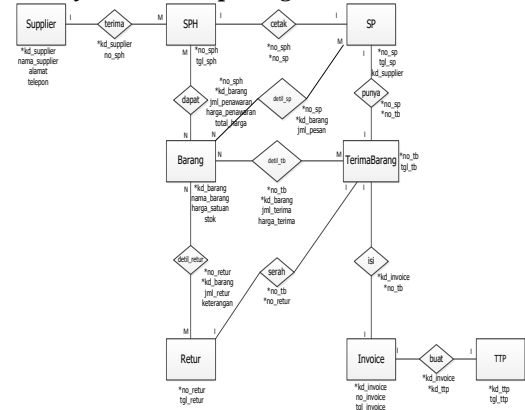 Supplier
I
terima
M
SPH
I
cetak
I
SP
*kd_supplier
nama_supplier
alamat
telepon
*kd_supplier
no_sph
M
*no_sph
tgl_sph
*no_sph
*no_sp
M
I
*no_sp
tgl_sp
kd_supplier
dapat
*no_sph
*kd_barang
jml_penawaran
harga_penawaran
total_harga
detil_sp
*no_sp
*kd_barang
jml_pesan
punya
*no_sp
*no_tb
N
N
I
Barang
N
detil_tb
M
TerimaBarang
*no_tb
tgl_tb
N
*kd_barang
nama_barang
harga_satuan
stok
*no_tb
*kd_barang
jml_terima
harga_terima
I
I
detil_retur
*no_retur
*kd_barang
jml_retur
keterangan
serah
*no_tb
*no_retur
isi
*kd_invoice
*no_tb
M
I
I
Retur
Invoice
I
buat
I
TTP
*no_retur
tgl_retur
*kd_invoice
no_invoice
tgl_invoice
*kd_invoice
*kd_ttp
*kd_ttp
tgl_ttp